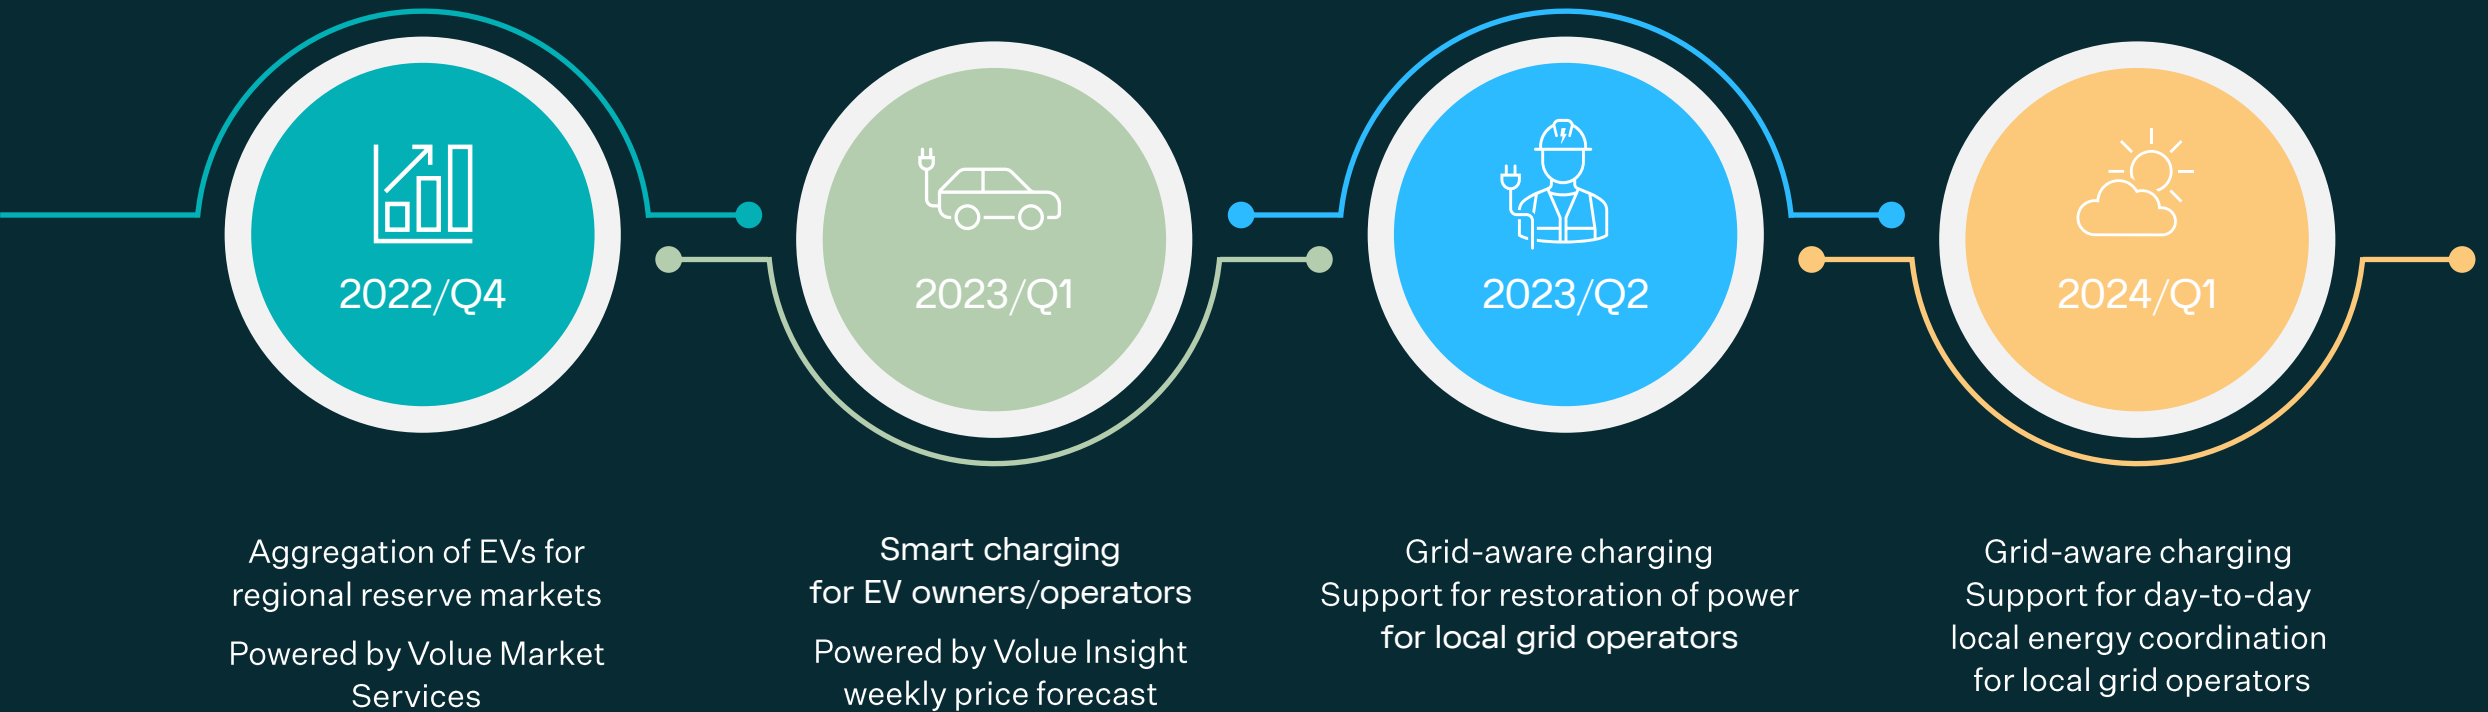 2022/Q4
2023/Q1
2023/Q2
2024/Q1
Aggregation of EVs for
regional reserve markets
Powered by Volue Market
Services
Smart charging
for EV owners/operators
Powered by Volue Insight
weekly price forecast
Grid-aware charging
Support for restoration of power
for local grid operators
Grid-aware charging
Support for day-to-day
local energy coordination
for local grid operators